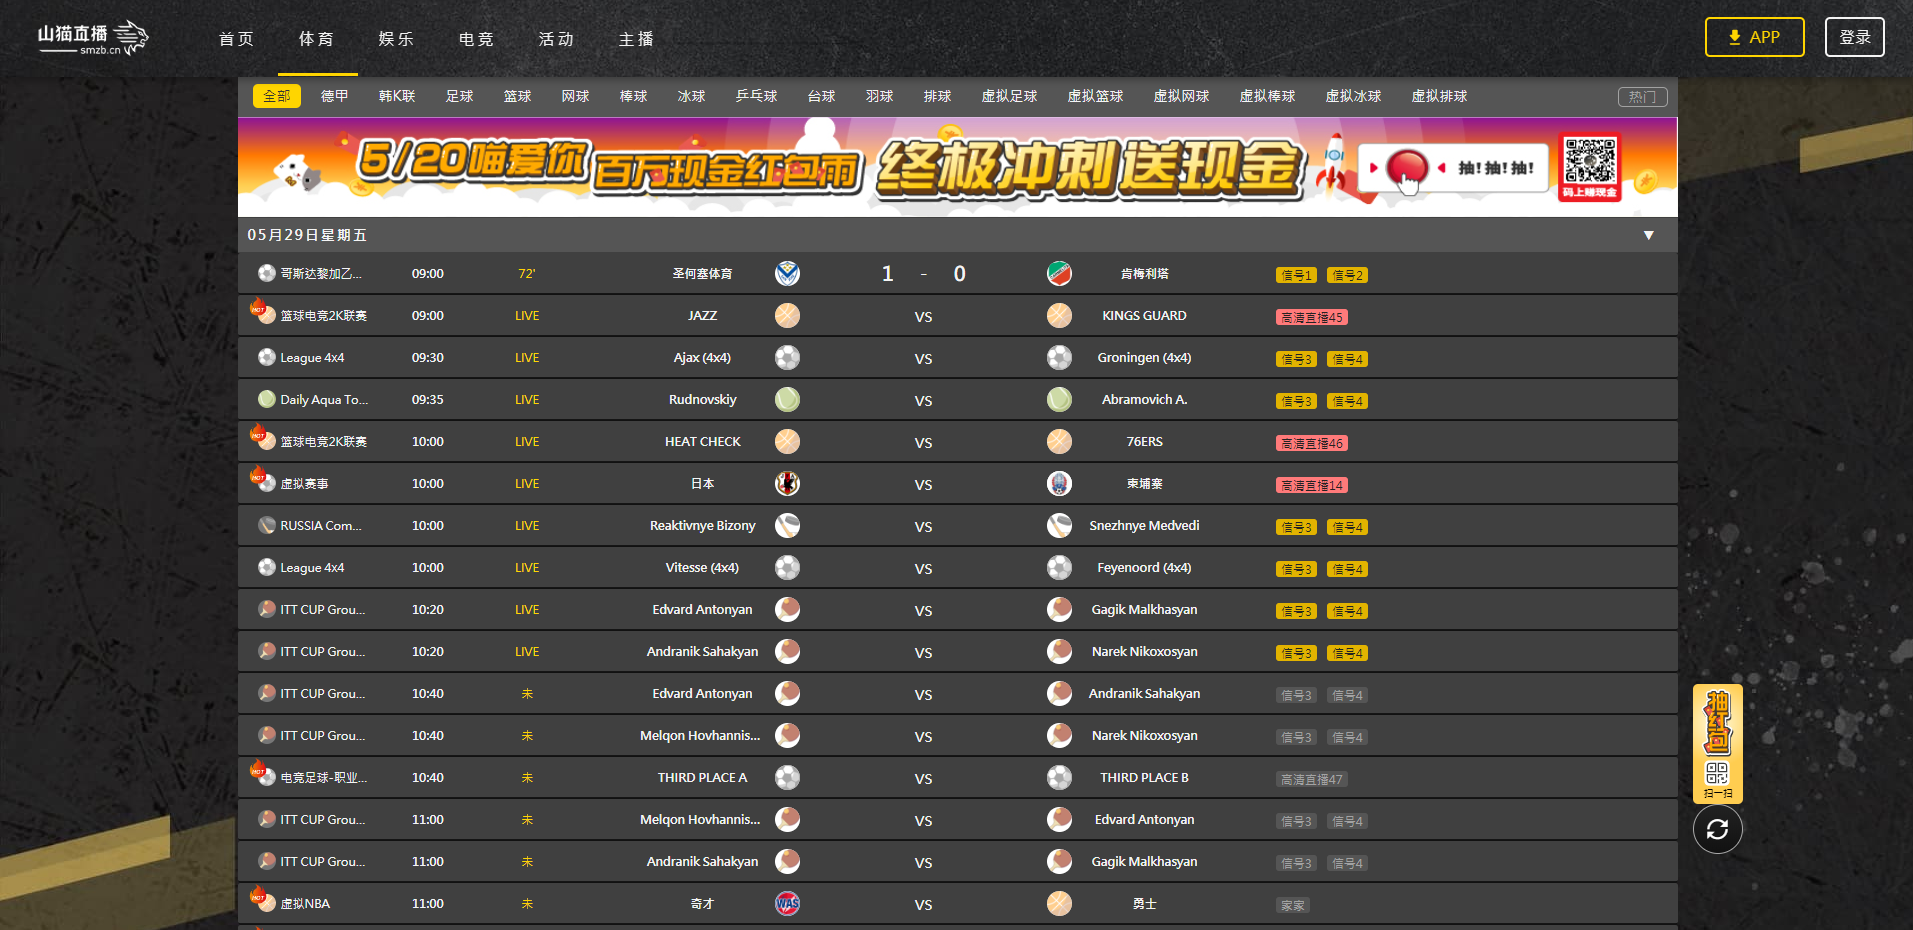 山猫直播
smzb.cn
首页 体育 娱乐 电竞 活动 主播
APP 登录
全部 德甲 韩K联 足球 篮球 网球 棒球 冰球 乒乓球 台球 羽球 排球 虚拟足球 虚拟篮球 虚拟网球 虚拟棒球 虚拟冰球 虚拟排球 热门
5/20喵爱你 百万现金红包雨 终极冲刺送现金 抽!抽!抽! 码上赚现金
05月29日星期五 ▼
哥斯达黎加乙... 09:00 72' 圣何塞体育 1 - 0 肯梅利塔 信号1 信号2
HOT 篮球电竞2K联赛 09:00 LIVE JAZZ VS KINGS GUARD 高清直播45
League 4x4 09:30 LIVE Ajax (4x4) VS Groningen (4x4) 信号3 信号4
Daily Aqua To... 09:35 LIVE Rudnovskiy VS Abramovich A. 信号3 信号4
HOT 篮球电竞2K联赛 10:00 LIVE HEAT CHECK VS 76ERS 高清直播46
HOT 虚拟赛事 10:00 LIVE 日本 VS 柬埔寨 高清直播14
RUSSIA Com... 10:00 LIVE Reaktivnye Bizony VS Snezhnye Medvedi 信号3 信号4
League 4x4 10:00 LIVE Vitesse (4x4) VS Feyenoord (4x4) 信号3 信号4
ITT CUP Grou... 10:20 LIVE Edvard Antonyan VS Gagik Malkhasyan 信号3 信号4
ITT CUP Grou... 10:20 LIVE Andranik Sahakyan VS Narek Nikoxosyan 信号3 信号4
ITT CUP Grou... 10:40 未 Edvard Antonyan VS Andranik Sahakyan 信号3 信号4
ITT CUP Grou... 10:40 未 Melqon Hovhannis... VS Narek Nikoxosyan 信号3 信号4
HOT 电竞足球-职业... 10:40 未 THIRD PLACE A VS THIRD PLACE B 高清直播47
ITT CUP Grou... 11:00 未 Melqon Hovhannis... VS Edvard Antonyan 信号3 信号4
ITT CUP Grou... 11:00 未 Andranik Sahakyan VS Gagik Malkhasyan 信号3 信号4
HOT 虚拟NBA 11:00 未 奇才 WAS VS 勇士 家家
抽红包
扫一扫